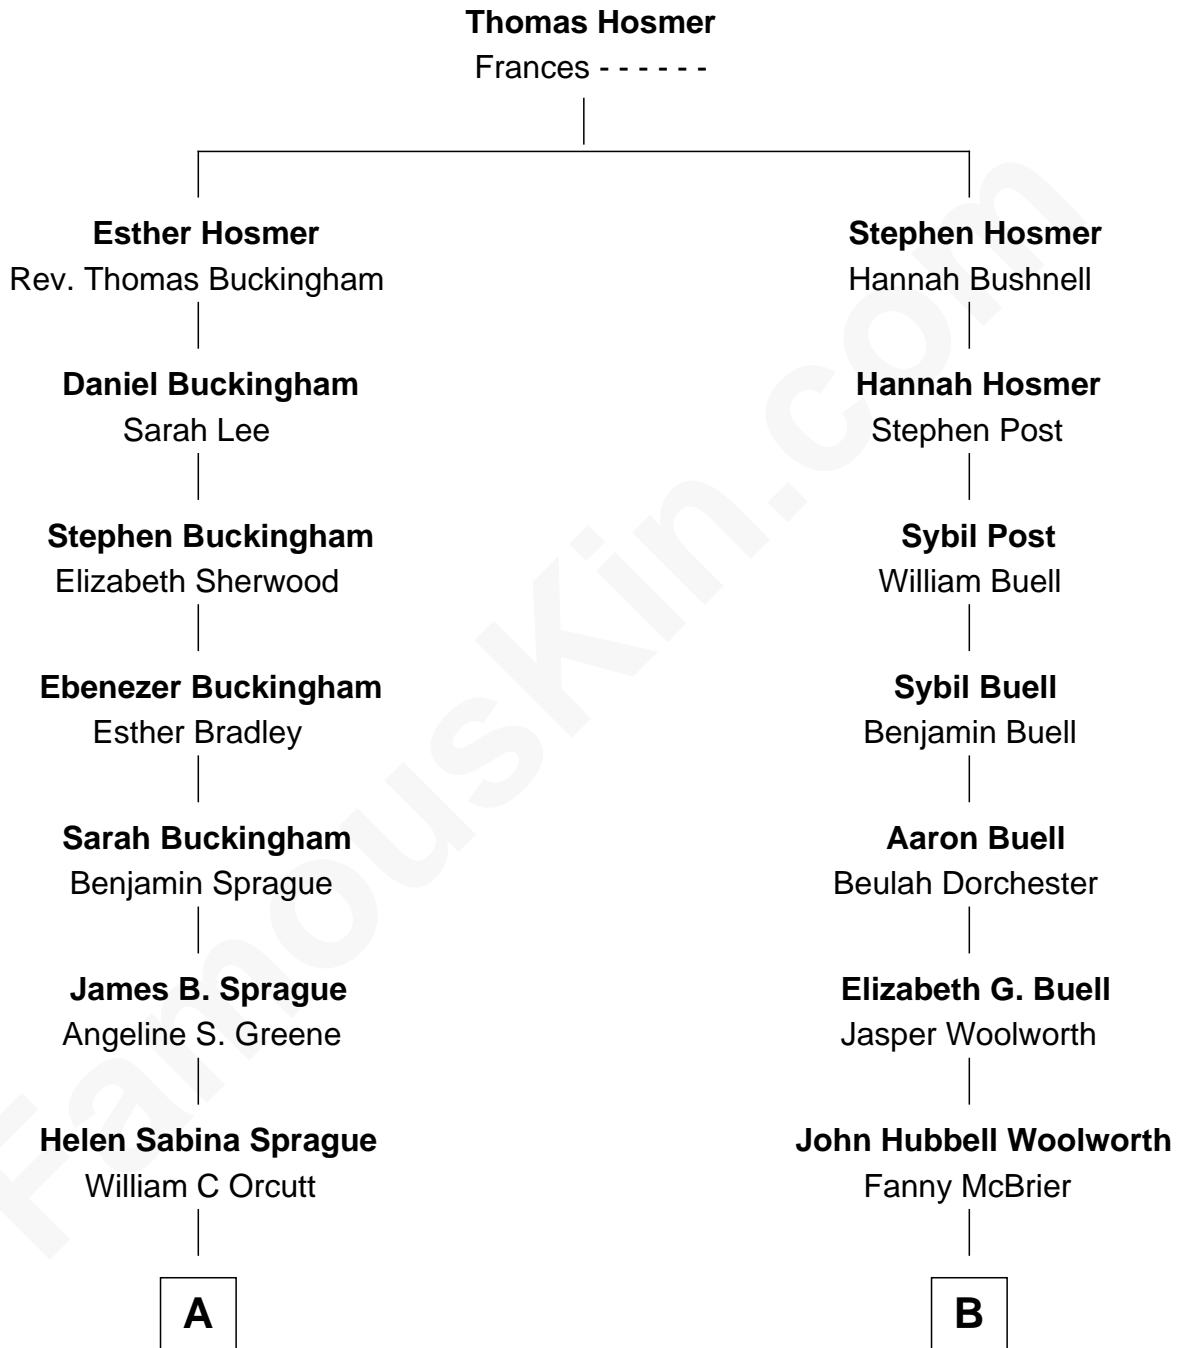 Thomas Hosmer
Frances - - - - - -
Esther Hosmer
Rev. Thomas Buckingham
Stephen Hosmer
Hannah Bushnell
Daniel Buckingham
Sarah Lee
Hannah Hosmer
Stephen Post
Stephen Buckingham
Elizabeth Sherwood
Sybil Post
William Buell
Ebenezer Buckingham
Esther Bradley
Sybil Buell
Benjamin Buell
Sarah Buckingham
Benjamin Sprague
Aaron Buell
Beulah Dorchester
James B. Sprague
Angeline S. Greene
Elizabeth G. Buell
Jasper Woolworth
Helen Sabina Sprague
William C Orcutt
John Hubbell Woolworth
Fanny McBrier
A
B
FamousKin.com